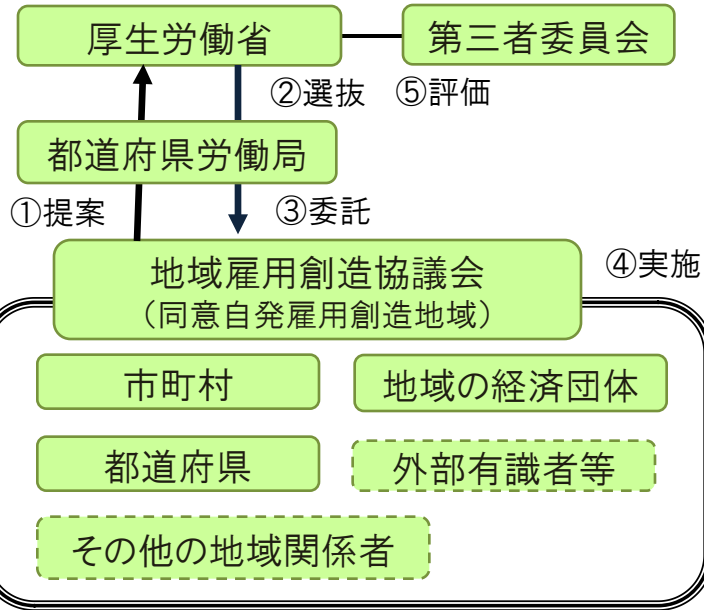 厚生労働省
第三者委員会
②選抜
⑤評価
都道府県労働局
①提案
③委託
地域雇用創造協議会
（同意自発雇用創造地域）
④実施
市町村
地域の経済団体
都道府県
外部有識者等
その他の地域関係者